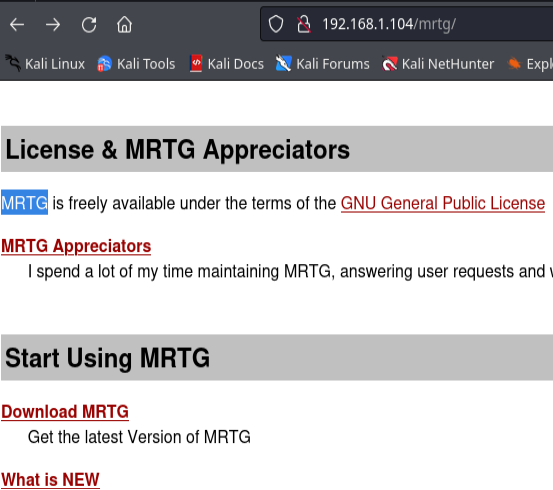 192.168.1.104/mrtg/
Kali Linux Kali Tools Kali Docs Kali Forums Kali NetHunter Expl
License & MRTG Appreciators
MRTG is freely available under the terms of the GNU General Public License
MRTG Appreciators
I spend a lot of my time maintaining MRTG, answering user requests and
Start Using MRTG
Download MRTG
Get the latest Version of MRTG
What is NEW